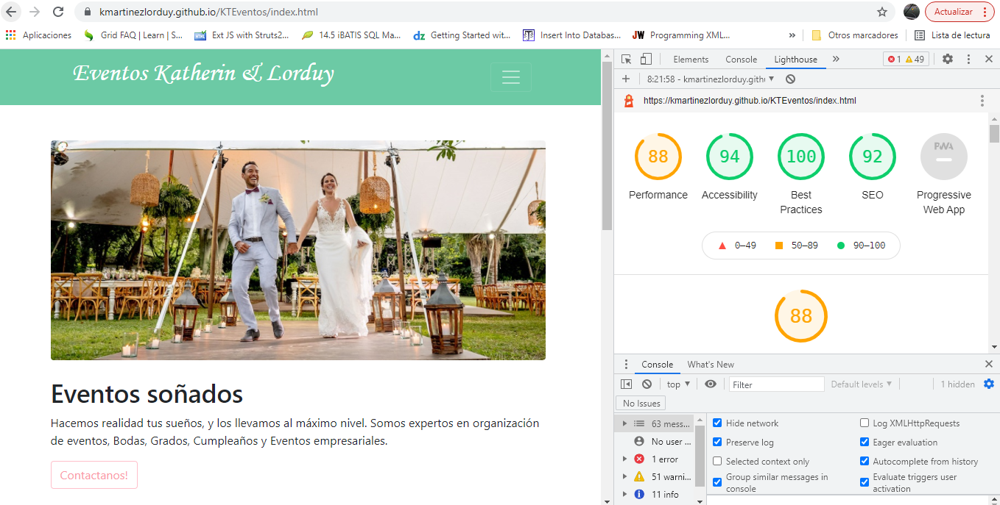 kmartinezlorduy.github.io/KTEventos/index.html
Actualizar
Aplicaciones
Grid FAQ | Learn | S...
Ext JS with Struts2...
14.5 iBATIS SQL Ma...
dz Getting Started wit...
Insert Into Databas...
JW Programming XML...
»
Otros marcadores
Lista de lectura
Eventos Katherin & Lorduy
Eventos soñados
Hacemos realidad tus sueños, y los llevamos al máximo nivel. Somos expertos en organización
de eventos, Bodas, Grados, Cumpleaños y Eventos empresariales.
Contactanos!
Elements Console Lighthouse » 1 49
+ 8:21:58 - kmartinezlorduy.githu
https://kmartinezlorduy.github.io/KTEventos/index.html
88 94 100 92 PWA
Performance Accessibility Best Practices SEO Progressive Web App
0–49 50–89 90–100
88
Console What's New
top Filter Default levels 1 hidden
No Issues
63 mess...
No user ...
1 error
51 warni...
11 info
Hide network
Preserve log
Selected context only
Group similar messages in
console
Log XMLHttpRequests
Eager evaluation
Autocomplete from history
Evaluate triggers user
activation